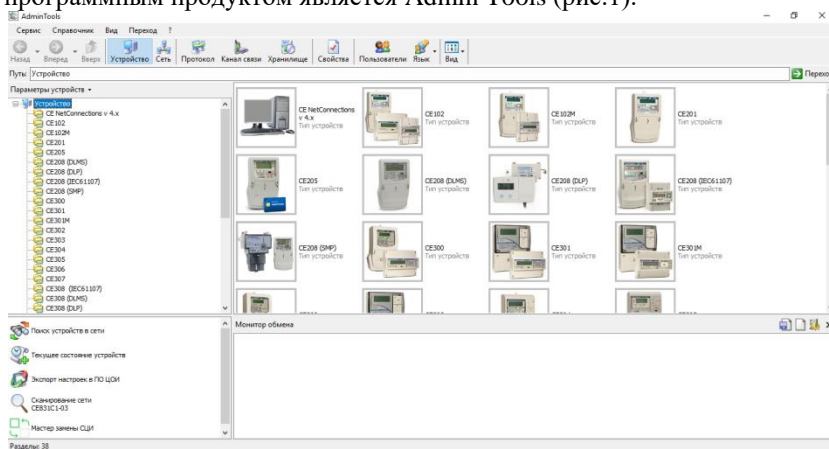 программным продуктом является Admin Tools (рис.1).
AdminTools
Сервис Справочник Вид Переход ?
Назад Вперед Вверх Устройство Сеть Протокол Канал связи Хранилище Свойства Пользователи Язык Вид
Путь: Устройство Перехо
Параметры устройств
Устройство
CE NetConnections v 4.x
CE102
CE102M
CE201
CE205
CE208 (DLMS)
CE208 (DLP)
CE208 (IEC61107)
CE208 (SMP)
CE300
CE301
CE301M
CE302
CE303
CE304
CE305
CE306
CE307
CE308 (IEC61107)
CE308 (DLMS)
CE308 (DLP)
CE NetConnections v 4.x
Тип устройств
CE102
Тип устройств
CE102M
Тип устройств
CE201
Тип устройств
CE205
Тип устройств
CE208 (DLMS)
Тип устройств
CE208 (DLP)
Тип устройств
CE208 (IEC61107)
Тип устройств
CE208 (SMP)
Тип устройств
CE300
Тип устройств
CE301
Тип устройств
CE301M
Тип устройств
Поиск устройств в сети
Текущее состояние устройств
Экспорт настроек в ПО ЦОИ
Сканирование сети
CE831C1-03
Мастер замены СЦИ
Монитор обмена
Разделы: 38